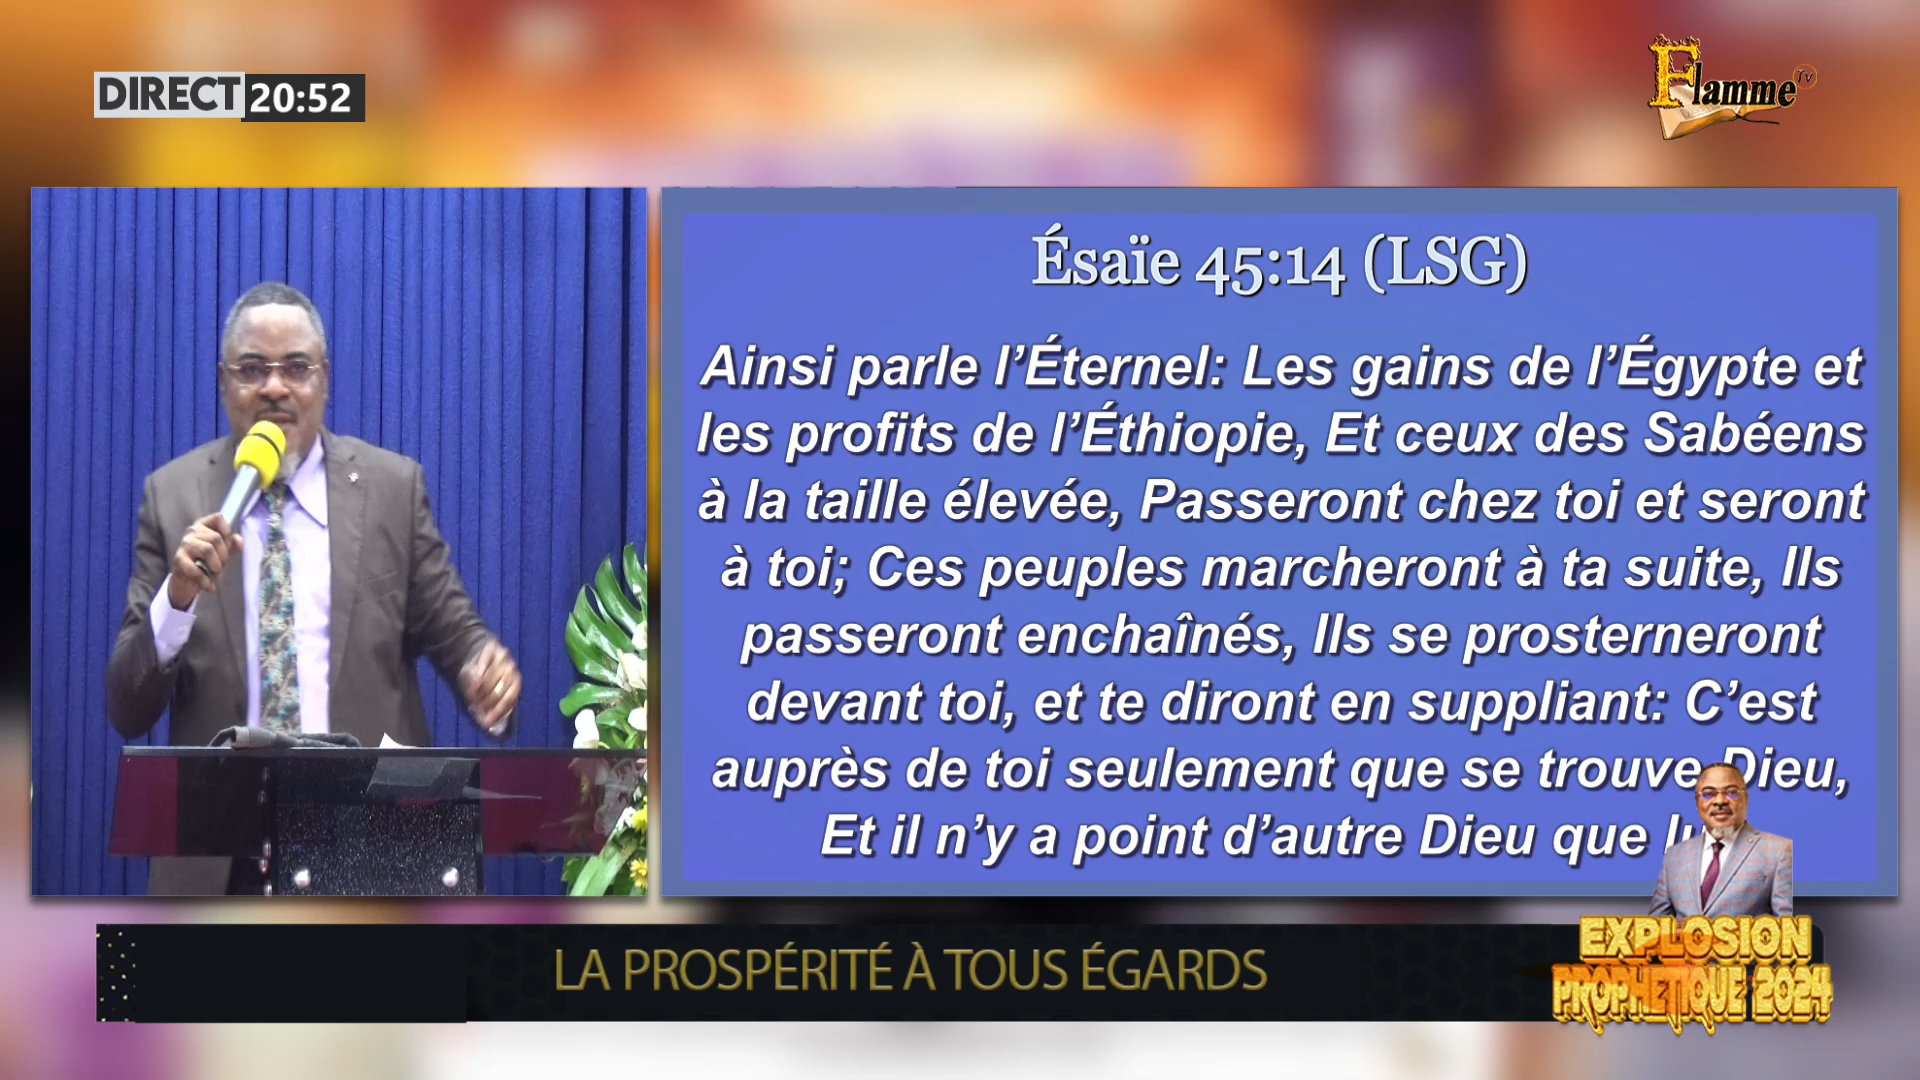 DIRECT 20:52
Flamme TV
Ésaïe 45:14 (LSG)
Ainsi parle l’Éternel: Les gains de l’Égypte et
les profits de l’Éthiopie, Et ceux des Sabéens
à la taille élevée, Passeront chez toi et seront
à toi; Ces peuples marcheront à ta suite, Ils
passeront enchaînés, Ils se prosterneront
devant toi, et te diront en suppliant: C’est
auprès de toi seulement que se trouve Dieu,
Et il n’y a point d’autre Dieu que
LA PROSPÉRITÉ À TOUS ÉGARDS
EXPLOSION
PROPHETIQUE 2024